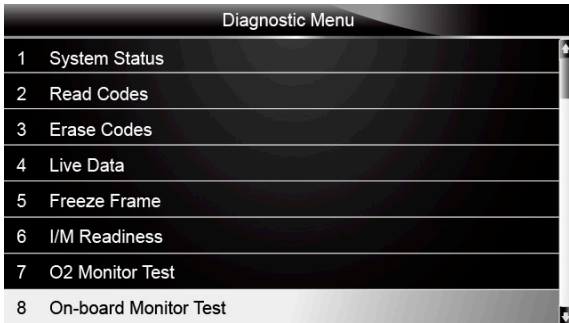 Diagnostic Menu
1 System Status
2 Read Codes
3 Erase Codes
4 Live Data
5 Freeze Frame
6 I/M Readiness
7 O2 Monitor Test
8 On-board Monitor Test